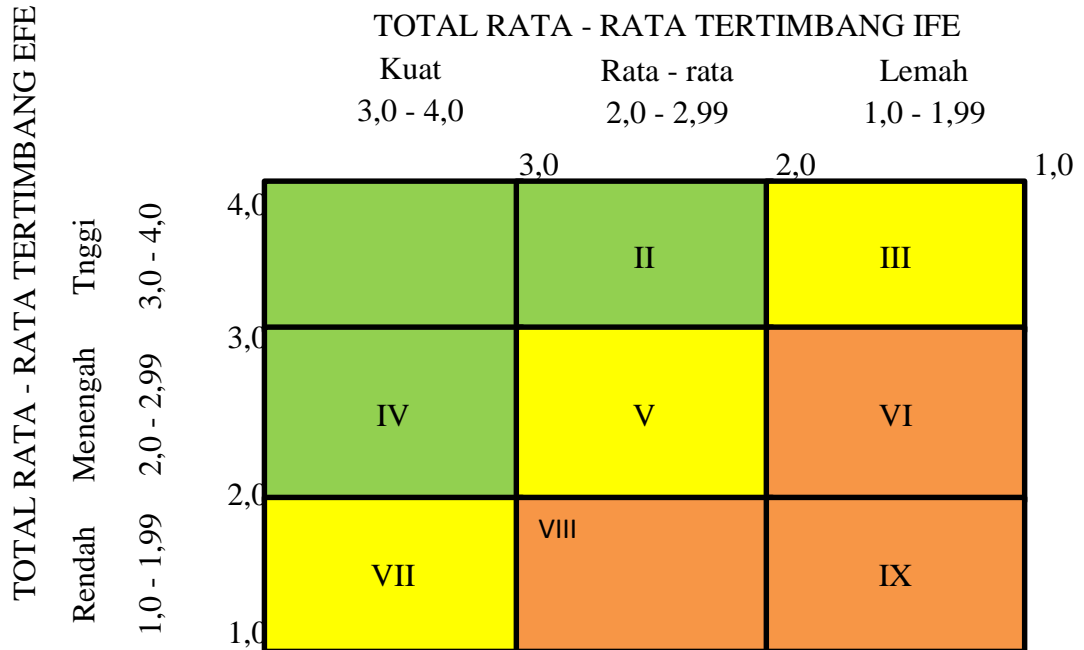 TOTAL RATA - RATA TERTIMBANG IFE
Kuat
Rata - rata
Lemah
3,0 - 4,0
2,0 - 2,99
1,0 - 1,99
3,0
2,0
1,0
TOTAL RATA - RATA TERTIMBANG EFE
Tnggi
3,0 - 4,0
4,0
II
III
Menengah
2,0 - 2,99
3,0
IV
V
VI
Rendah
1,0 - 1,99
2,0
VII
VIII
IX
1,0